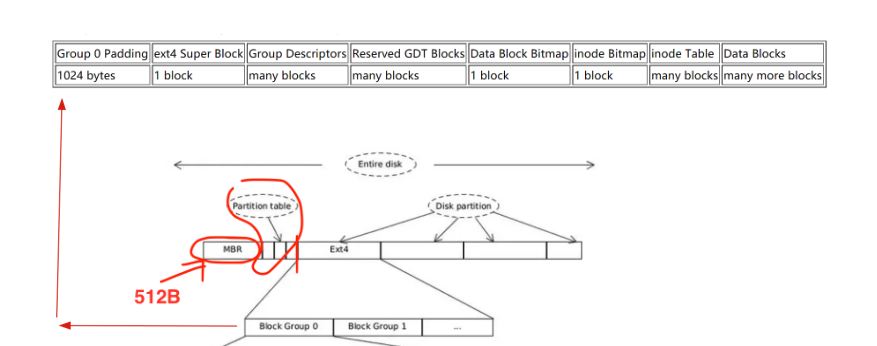 Group 0 Padding ext4 Super Block Group Descriptors Reserved GDT Blocks Data Block Bitmap inode Bitmap inode Table Data Blocks
1024 bytes 1 block many blocks many blocks 1 block 1 block many blocks many more blocks
Entire disk
Partition table Disk partition
MBR Ext4
512B
Block Group 0 Block Group 1 ...